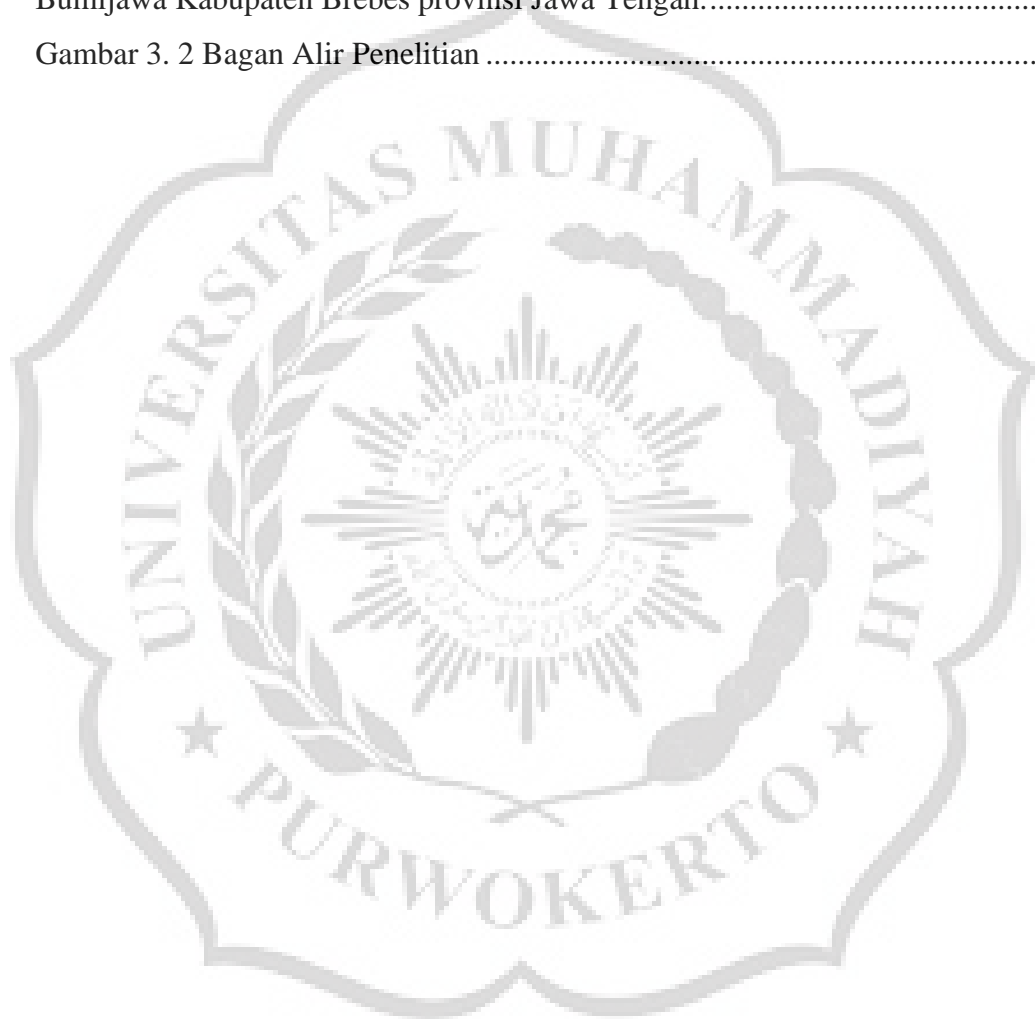 Bumijawa Kabupaten Brebes provinsi Jawa Tengah.....................................
Gambar 3. 2 Bagan Alir Penelitian ......................................................................
UNIVERSITAS MUHAMMADIYAH
★ PURWOKERTO ★